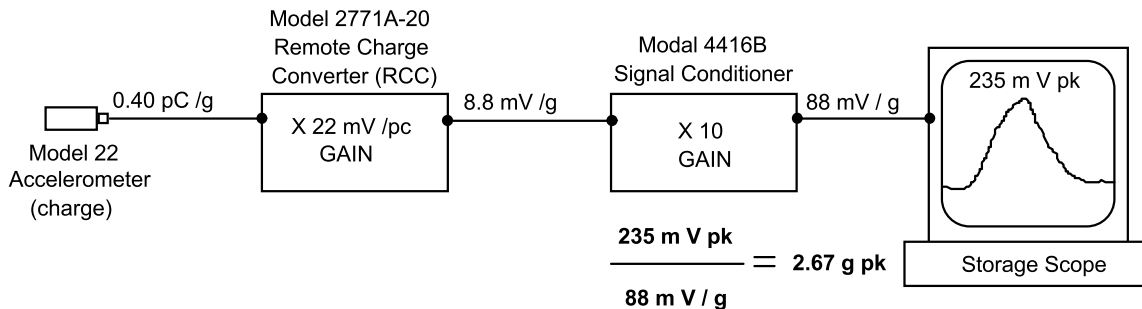 Model 2771A-20
Remote Charge
Converter (RCC)
Modal 4416B
Signal Conditioner
235 m V pk
0.40 pC /g
8.8 mV /g
88 mV / g
X 22 mV /pc
GAIN
X 10
GAIN
Model 22
Accelerometer
(charge)
235 m V pk
88 m V / g
= 2.67 g pk
Storage Scope